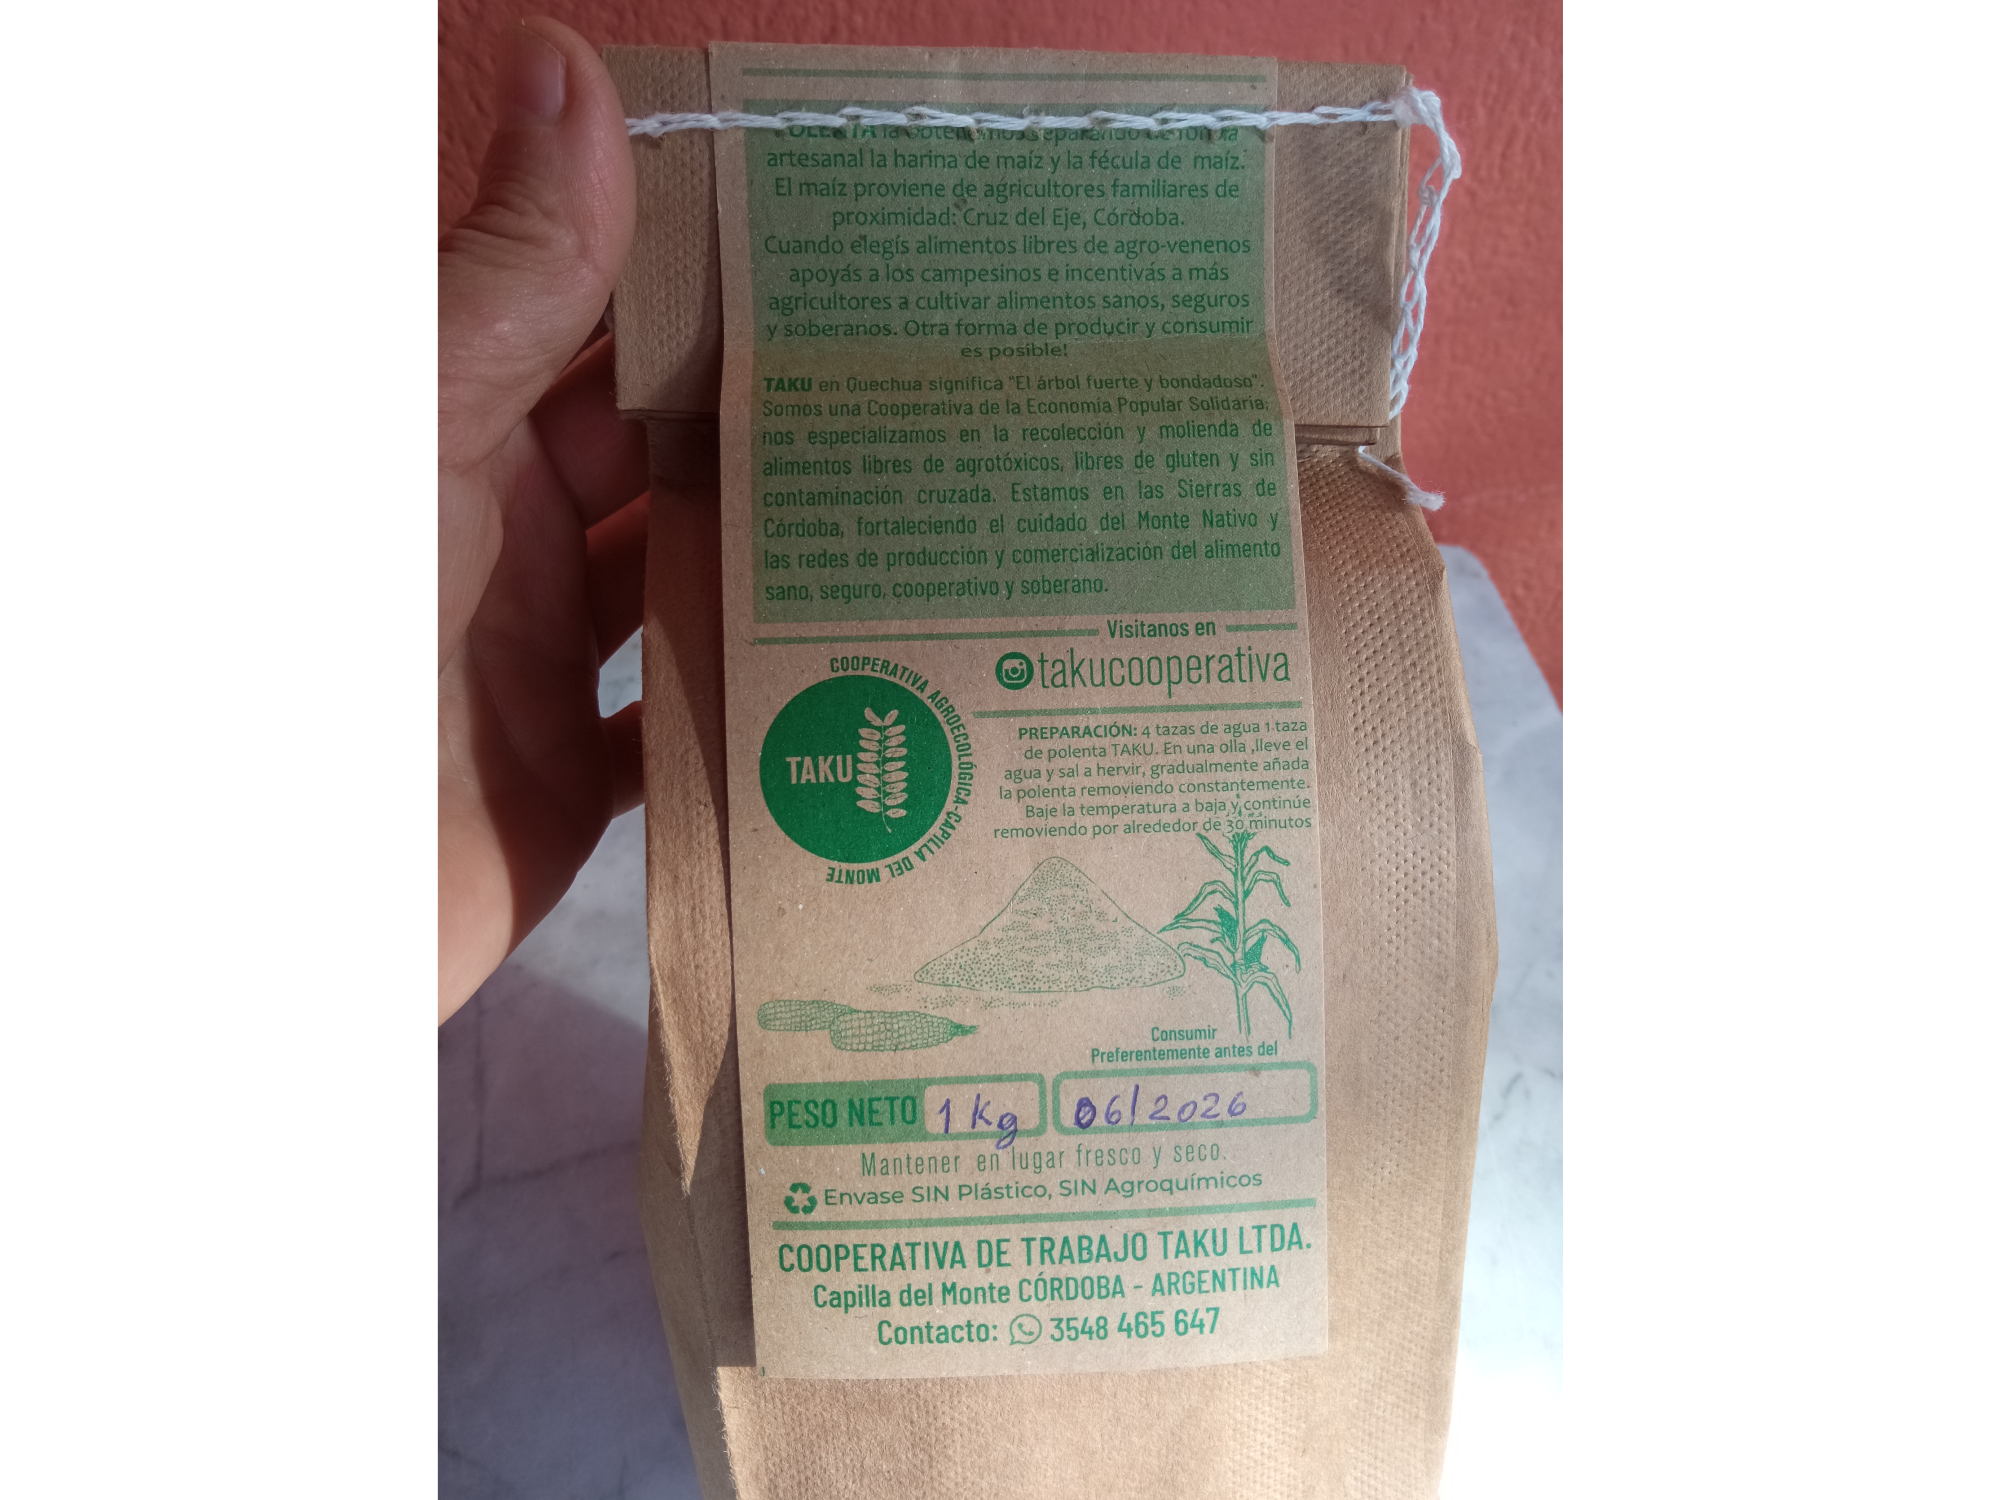 POLENTA la obtenemos separando de forma
artesanal la harina de maíz y la fécula de maíz.
El maíz proviene de agricultores familiares de
proximidad: Cruz del Eje, Córdoba.
Cuando elegís alimentos libres de agro-venenos
apoyás a los campesinos e incentivás a más
agricultores a cultivar alimentos sanos, seguros
y soberanos. Otra forma de producir y consumir
es posible!
TAKU en Quechua significa "El árbol fuerte y bondadoso".
Somos una Cooperativa de la Economía Popular Solidaria,
nos especializamos en la recolección y molienda de
alimentos libres de agrotóxicos, libres de gluten y sin
contaminación cruzada. Estamos en las Sierras de
Córdoba, fortaleciendo el cuidado del Monte Nativo y
las redes de producción y comercialización del alimento
sano, seguro, cooperativo y soberano.
Visitanos en
takucooperativa
COOPERATIVA AGROECOLÓGICA-CAPILLA DEL MONTE
TAKU
PREPARACIÓN: 4 tazas de agua 1 taza
de polenta TAKU. En una olla ,lleve el
agua y sal a hervir, gradualmente añada
la polenta removiendo constantemente.
Baje la temperatura a baja y continúe
removiendo por alrededor de 30 minutos
Consumir
Preferentemente antes del
PESO NETO 1 kg 06/2026
Mantener en lugar fresco y seco.
Envase SIN Plástico, SIN Agroquímicos
COOPERATIVA DE TRABAJO TAKU LTDA.
Capilla del Monte CÓRDOBA - ARGENTINA
Contacto: 3548 465 647